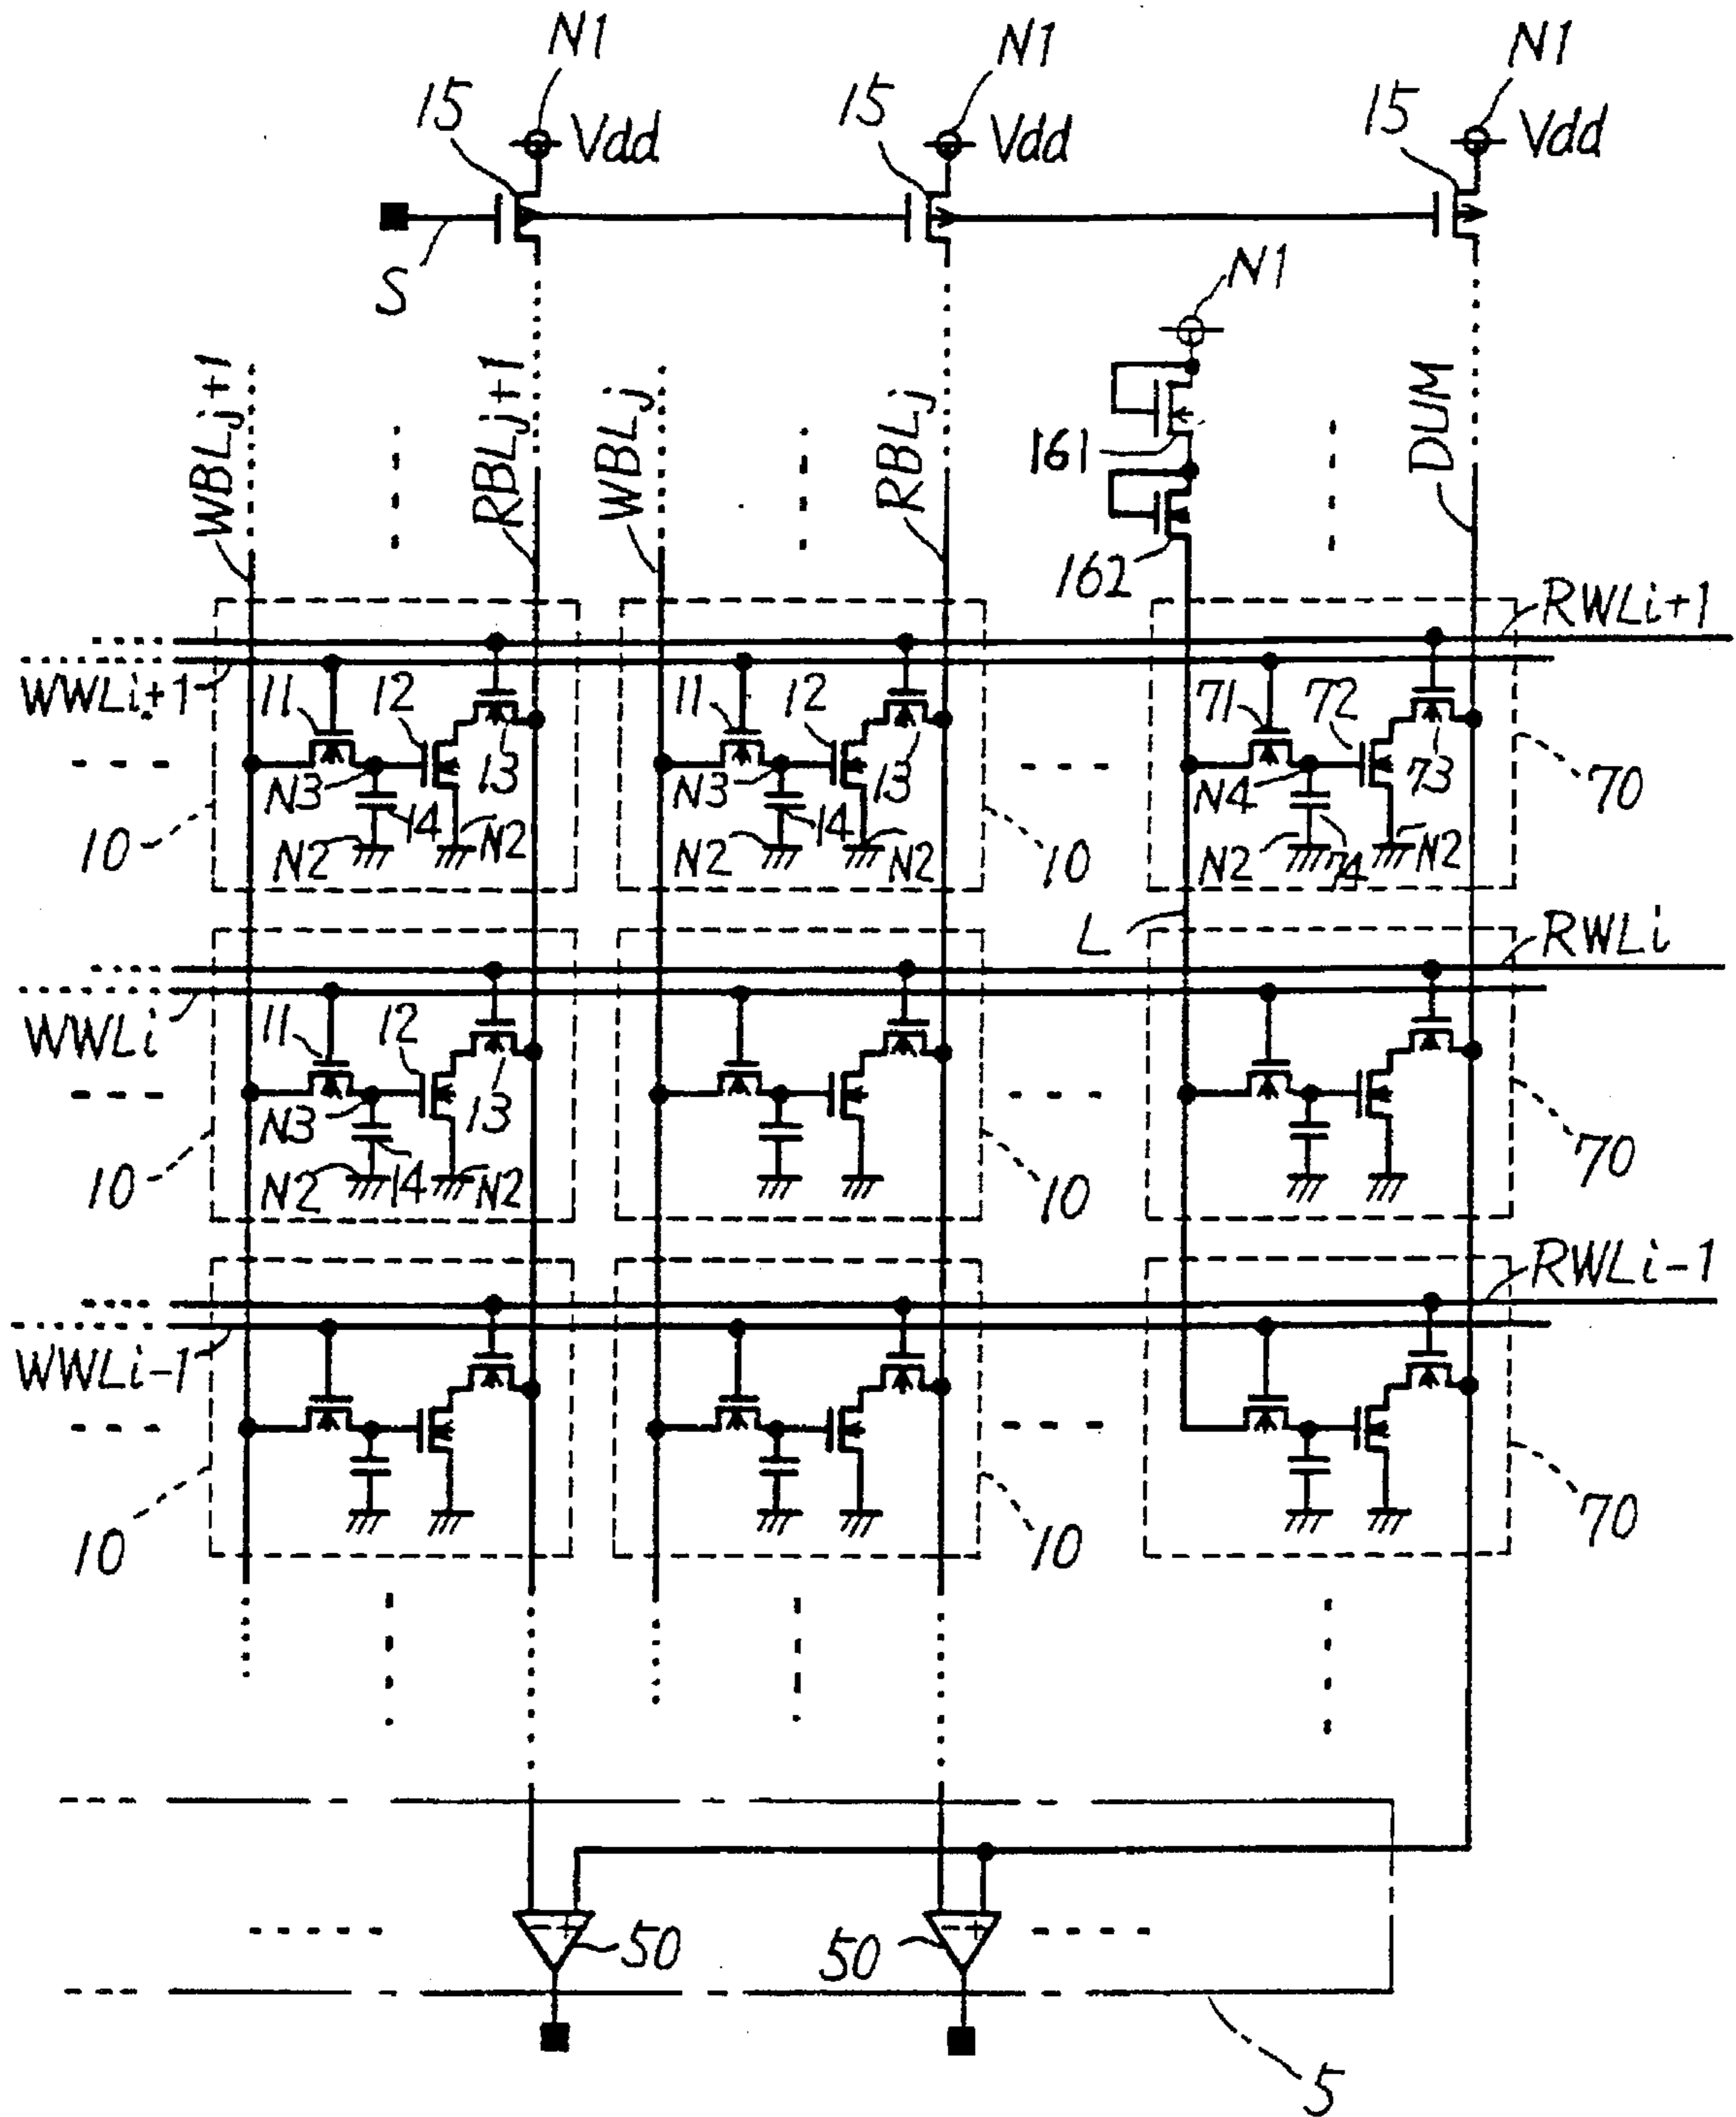 N1 N1 N1
15 Vdd 15 Vdd 15 Vdd
S
N1
WBLj+1 RBLj+1 WBLj RBLj 161 DUM
162
RWLi+1
WWLi+1
11 12 13 11 12 13 71 72 73
N3 14 N3 14 N4 70
10 N2 N2 N2 N2 10 N2 74 N2
L
RWLi
WWLi
11 12 13
N3 14
10 N2 N2 10 70
RWLi-1
WWLi-1
10 10 70
- + - +
50 50
5